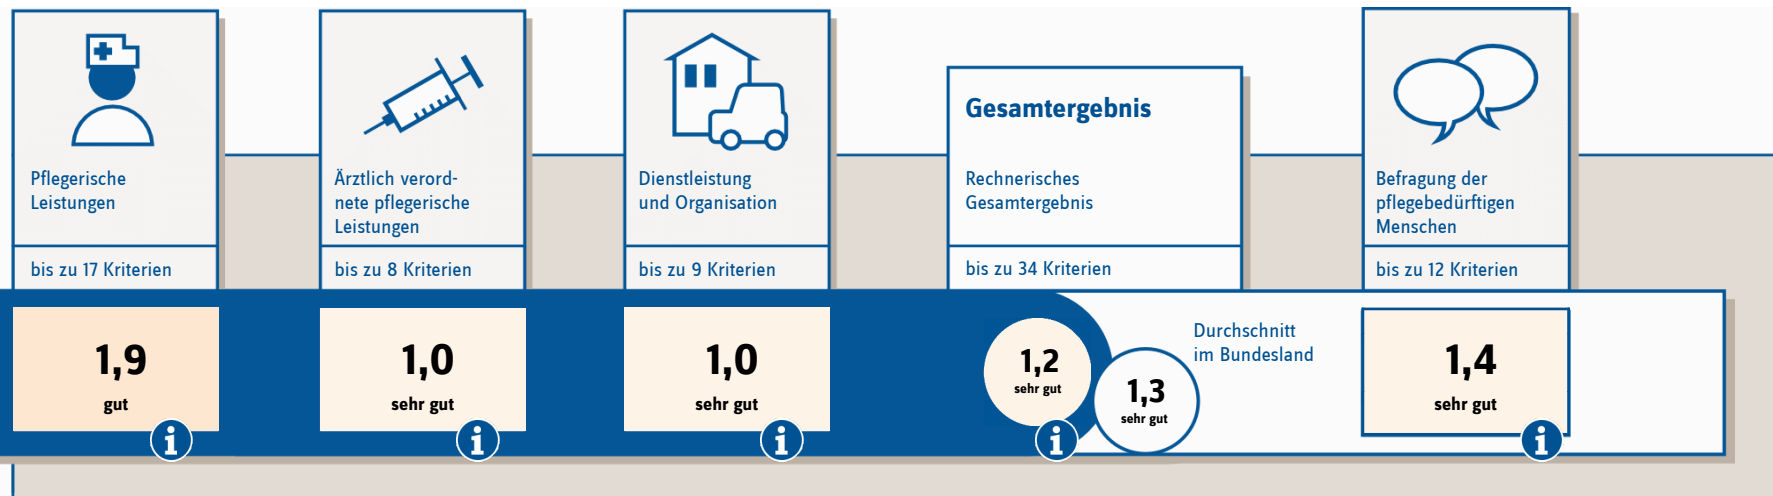 Pflegerische
Leistungen
bis zu 17 Kriterien
1,9
gut
i
Ärztlich verord-
nete pflegerische
Leistungen
bis zu 8 Kriterien
1,0
sehr gut
i
Dienstleistung
und Organisation
bis zu 9 Kriterien
1,0
sehr gut
i
Gesamtergebnis
Rechnerisches
Gesamtergebnis
bis zu 34 Kriterien
1,2
sehr gut
i
1,3
sehr gut
Durchschnitt
im Bundesland
Befragung der
pflegebedürftigen
Menschen
bis zu 12 Kriterien
1,4
sehr gut
i